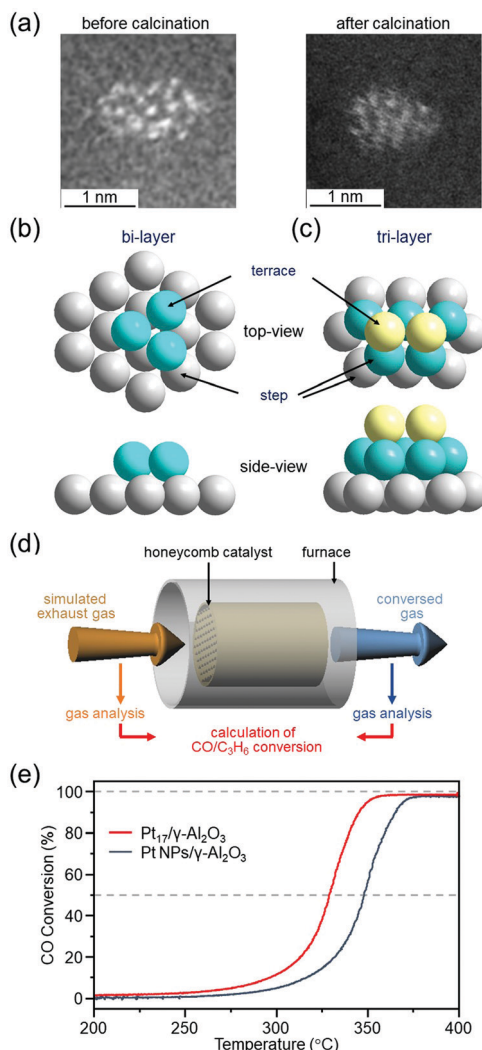 (a)
before calcination
after calcination
1 nm
1 nm
(b)
bi-layer
(c)
tri-layer
terrace
top-view
step
side-view
(d)
honeycomb catalyst
furnace
simulated
exhaust gas
conversed
gas
gas analysis
gas analysis
calculation of
CO/C₃H₆ conversion
(e)
CO Conversion (%)
100
80
60
40
20
0
Pt₁₇/γ-Al₂O₃
Pt NPs/γ-Al₂O₃
200
250
300
350
400
Temperature (°C)